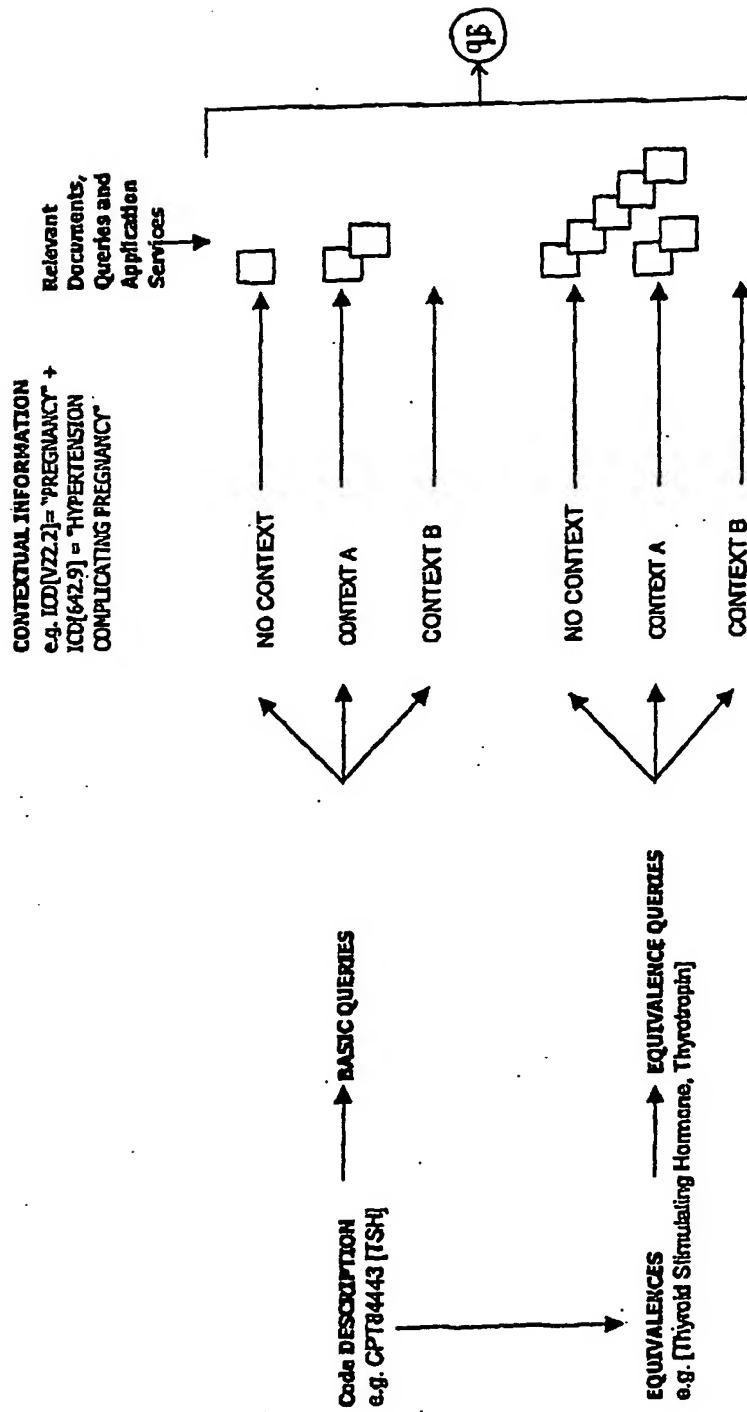 CONTEXTUAL INFORMATION
e.g. ICD[V22.2]= "PREGNANCY" +
ICD[642.9] = "HYPERTENSION
COMPLICATING PREGNANCY"
Relevant
Documents,
Queries and
Application
Services
Code DESCRIPTION
e.g. CPT84443 [TSH]
BASIC QUERIES
NO CONTEXT
CONTEXT A
CONTEXT B
EQUIVALENCES
e.g. [Thyroid Stimulating Hormone, Thyrotropin]
EQUIVALENCE QUERIES
NO CONTEXT
CONTEXT A
CONTEXT B